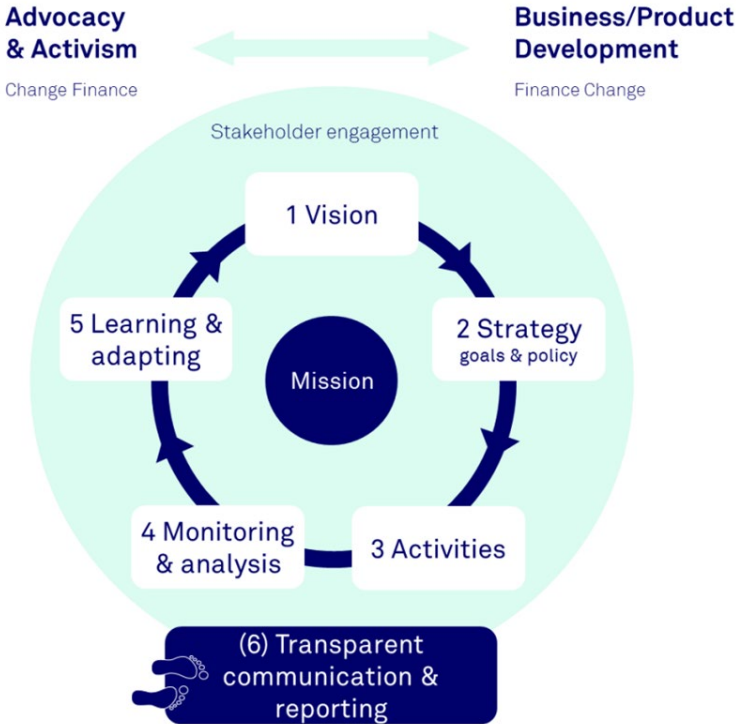 Advocacy
& Activism
Change Finance
Business/Product
Development
Finance Change
Stakeholder engagement
1 Vision
2 Strategy
goals & policy
3 Activities
4 Monitoring
& analysis
5 Learning &
adapting
Mission
(6) Transparent
communication &
reporting